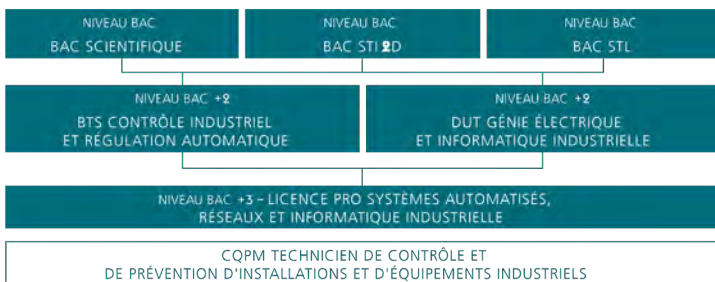 NIVEAU BAC
BAC SCIENTIFIQUE
NIVEAU BAC
BAC STI 2D
NIVEAU BAC
BAC STL
NIVEAU BAC +2
BTS CONTRÔLE INDUSTRIEL
ET RÉGULATION AUTOMATIQUE
NIVEAU BAC +2
DUT GÉNIE ÉLECTRIQUE
ET INFORMATIQUE INDUSTRIELLE
NIVEAU BAC +3 – LICENCE PRO SYSTÈMES AUTOMATISÉS,
RÉSEAUX ET INFORMATIQUE INDUSTRIELLE
CQPM TECHNICIEN DE CONTRÔLE ET
DE PRÉVENTION D'INSTALLATIONS ET D'ÉQUIPEMENTS INDUSTRIELS